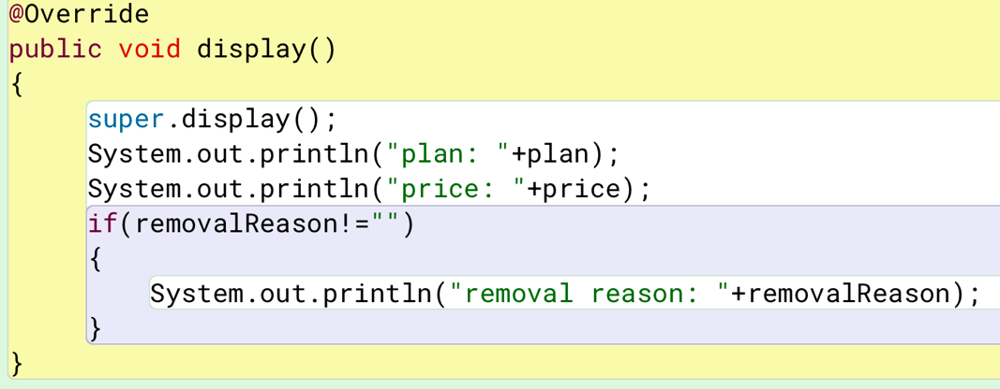 @Override
public void display()
{
super.display();
System.out.println("plan: "+plan);
System.out.println("price: "+price);
if(removalReason!="")
{
System.out.println("removal reason: "+removalReason);
}
}